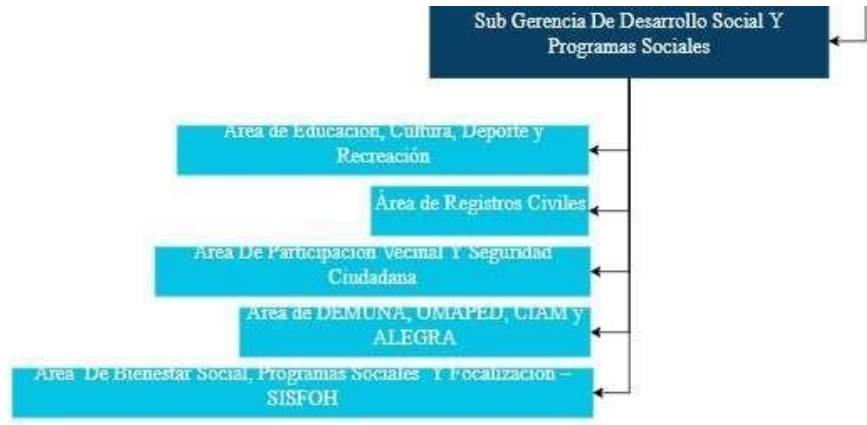 Sub Gerencia De Desarrollo Social Y
Programas Sociales
Área de Educación, Cultura, Deporte y
Recreación
Área de Registros Civiles
Área De Participación Vecinal Y Seguridad
Ciudadana
Área de DEMUNA, OMAPED, CIAM y
ALEGRA
Área De Bienestar Social, Programas Sociales Y Focalización –
SISFOH